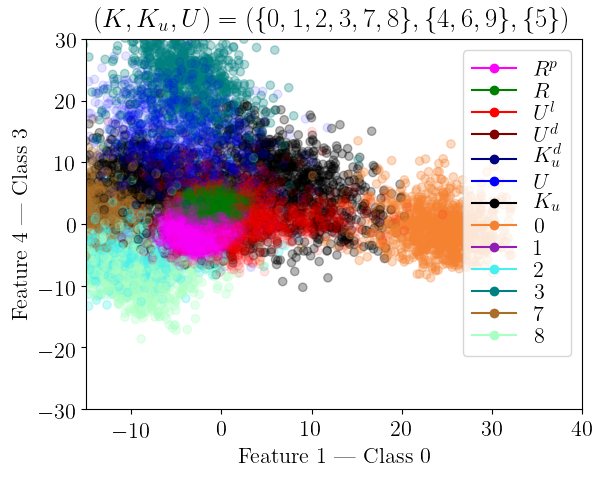 (K, K_u, U) = ({0, 1, 2, 3, 7, 8}, {4, 6, 9}, {5})
30
20
10
0
−10
−20
−30
Feature 4 — Class 3
R^p
R
U^l
U^d
K_u^d
U
K_u
0
1
2
3
7
8
−10
0
10
20
30
40
Feature 1 — Class 0